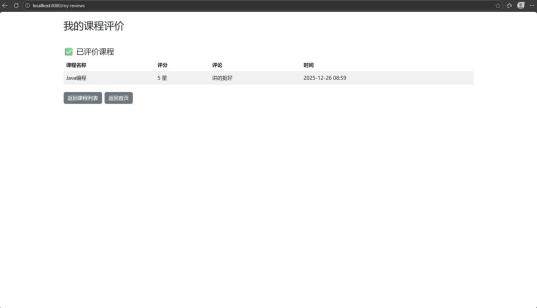 localhost:8080/my-reviews
我的课程评价
已评价课程
课程名称 评分 评论 时间
Java编程 5 星 讲的挺好 2025-12-26 08:59
返回课程列表 返回首页